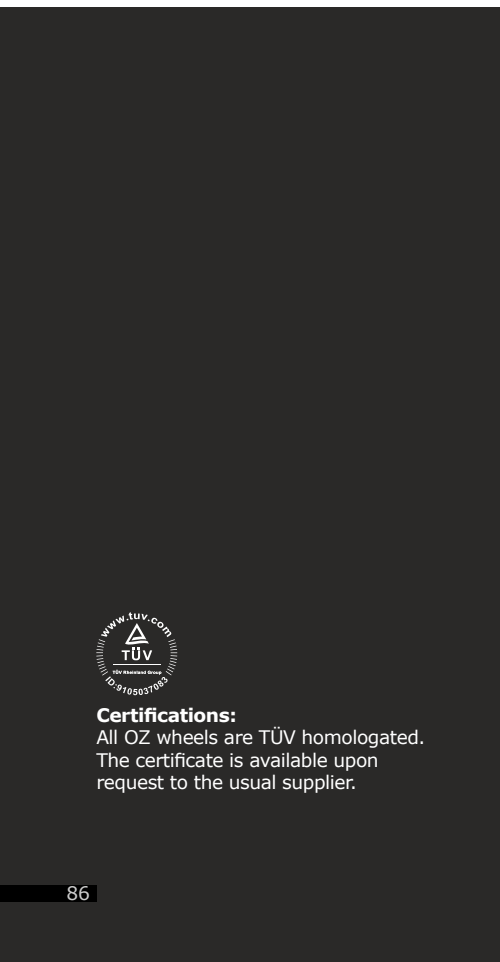 www.tuv.com
TÜV
TÜV Rheinland Group
ID:9105037083
Certifications:
All OZ wheels are TÜV homologated.
The certificate is available upon
request to the usual supplier.
86